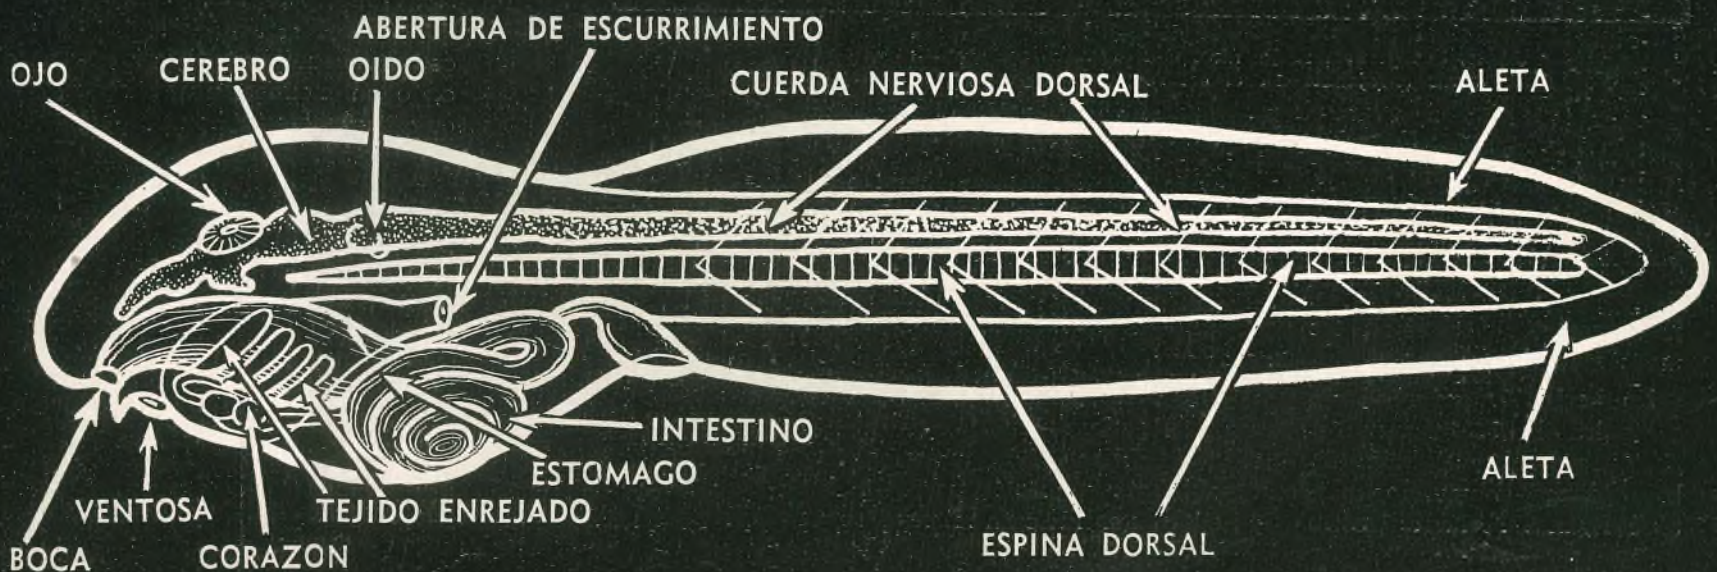 ABERTURA DE ESCURRIMIENTO
OJO
CEREBRO
OIDO
CUERDA NERVIOSA DORSAL
ALETA
INTESTINO
ESTOMAGO
ALETA
VENTOSA
TEJIDO ENREJADO
ESPINA DORSAL
BOCA
CORAZON